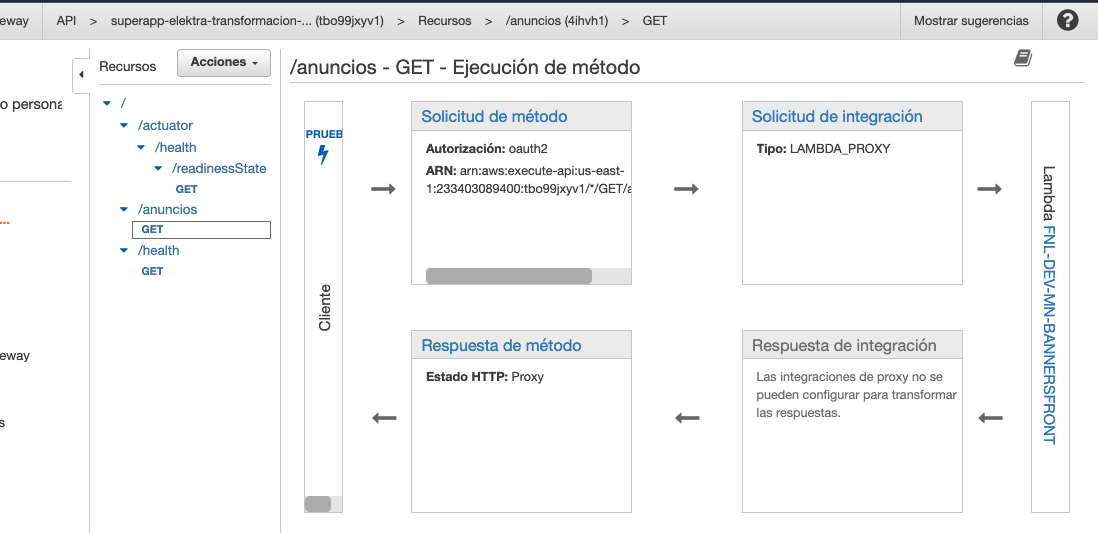 eway API > superapp-elektra-transformacion-... (tbo99jxyv1) > Recursos > /anuncios (4ihvh1) > GET Mostrar sugerencias ?
o persona
...
eway
s
Recursos Acciones
/
/actuator
/health
/readinessState
GET
/anuncios
GET
/health
GET
/anuncios - GET - Ejecución de método
PRUEB
Cliente
Solicitud de método
Autorización: oauth2
ARN: arn:aws:execute-api:us-east-
1:233403089400:tbo99jxyv1/*/GET/a
Solicitud de integración
Tipo: LAMBDA_PROXY
Lambda FNL-DEV-MN-BANNERSFRONT
Respuesta de método
Estado HTTP: Proxy
Respuesta de integración
Las integraciones de proxy no se
pueden configurar para transformar
las respuestas.